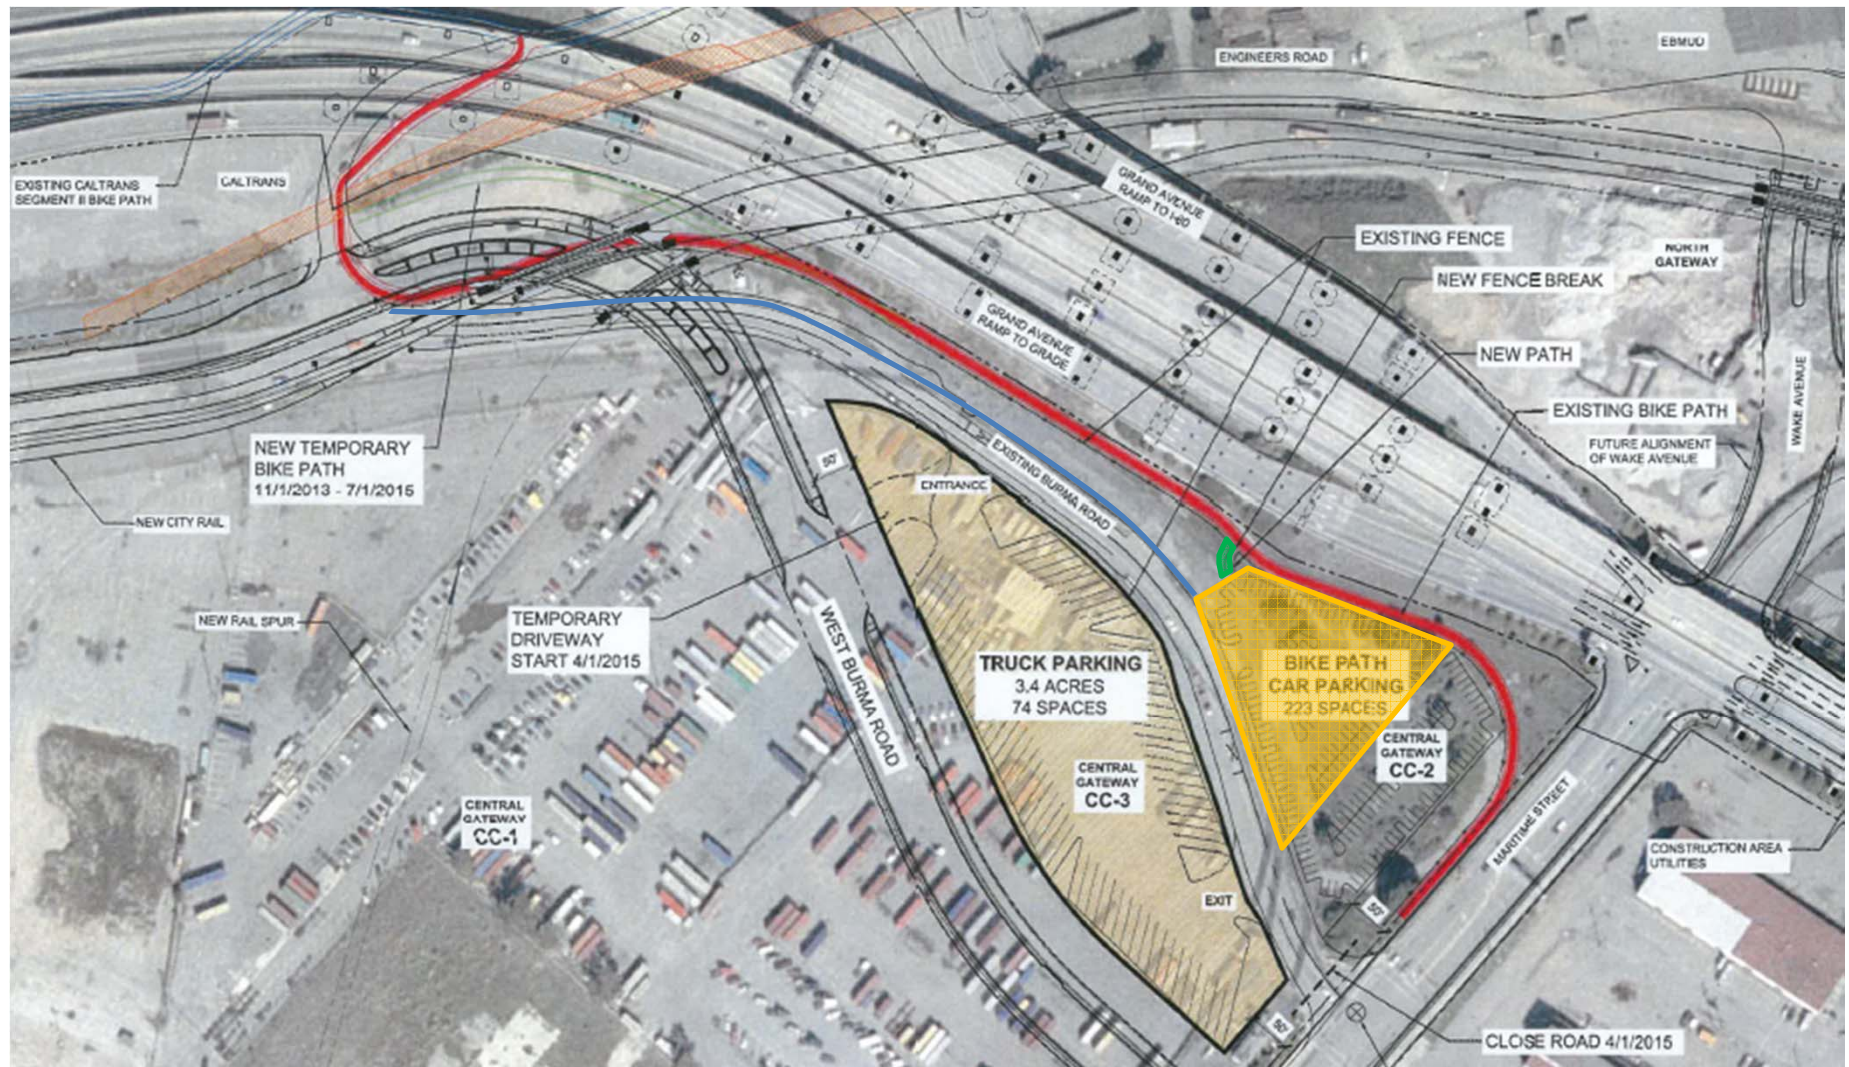 EBMUD
ENGINEERS ROAD
GRAND AVENUE
RAMP TO I-80
EXISTING CALTRANS
SEGMENT II BIKE PATH
CALTRANS
EXISTING FENCE
NORTH
GATEWAY
NEW FENCE BREAK
GRAND AVENUE
RAMP TO GRADE
NEW PATH
WAKE AVENUE
EXISTING BIKE PATH
FUTURE ALIGNMENT
OF WAKE AVENUE
NEW TEMPORARY
BIKE PATH
11/1/2013 - 7/1/2015
50'
ENTRANCE
EXISTING BURMA ROAD
NEW CITY RAIL
NEW RAIL SPUR
TEMPORARY
DRIVEWAY
START 4/1/2015
WEST BURMA ROAD
TRUCK PARKING
3.4 ACRES
74 SPACES
BIKE PATH
CAR PARKING
223 SPACES
CENTRAL
GATEWAY
CC-2
CENTRAL
GATEWAY
CC-3
CENTRAL
GATEWAY
CC-1
MARITIME STREET
CONSTRUCTION AREA
UTILITIES
EXIT
50'
50'
CLOSE ROAD 4/1/2015